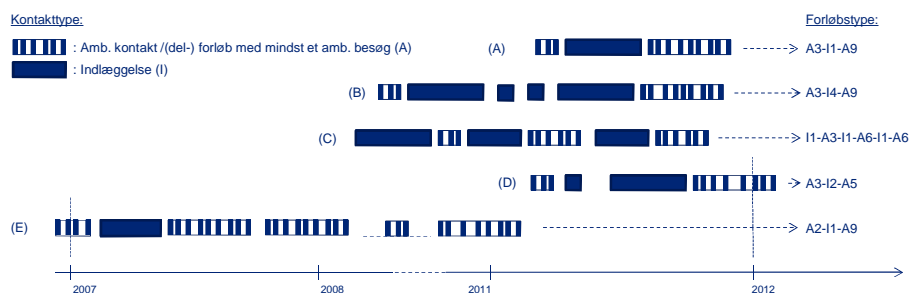 Kontakttype:
Forløbstype:
: Amb. kontakt /(del-) forløb med mindst et amb. besøg (A)
(A)
A3-I1-A9
: Indlæggelse (I)
(B)
A3-I4-A9
(C)
I1-A3-I1-A6-I1-A6
(D)
A3-I2-A5
(E)
A2-I1-A9
2007
2008
2011
2012